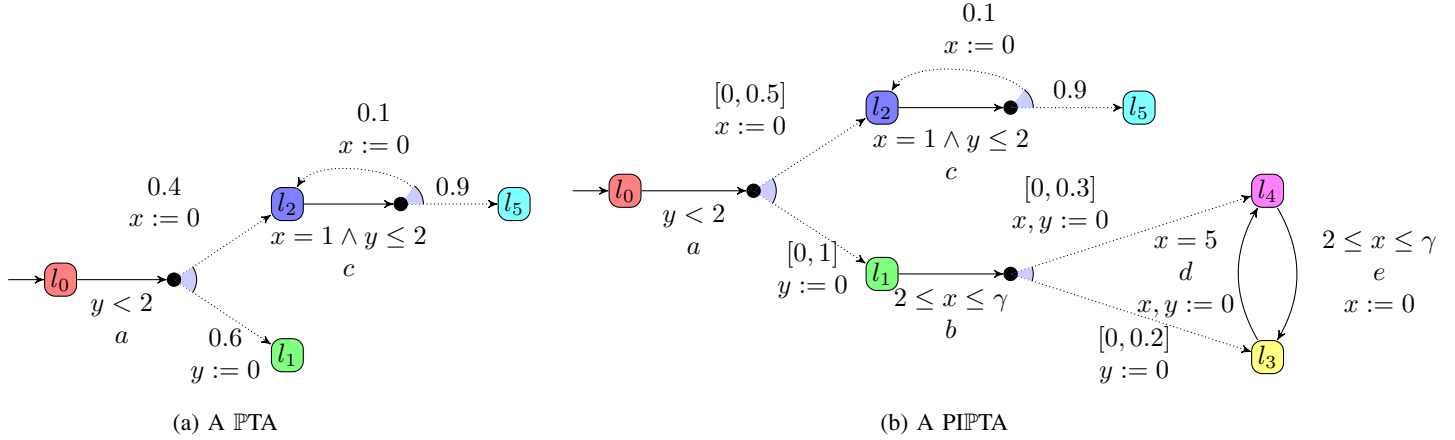 0.1
x := 0
0.4
x := 0
0.9
l₀
l₂
l₅
y < 2
a
x = 1 ∧ y ≤ 2
c
0.6
y := 0
l₁
(a) A ℙTA
0.1
x := 0
[0, 0.5]
x := 0
0.9
l₂
l₅
x = 1 ∧ y ≤ 2
c
l₀
y < 2
a
[0, 1]
y := 0
l₁
2 ≤ x ≤ γ
b
[0, 0.3]
x, y := 0
l₄
x = 5
d
x, y := 0
2 ≤ x ≤ γ
e
x := 0
[0, 0.2]
y := 0
l₃
(b) A PIℙTA